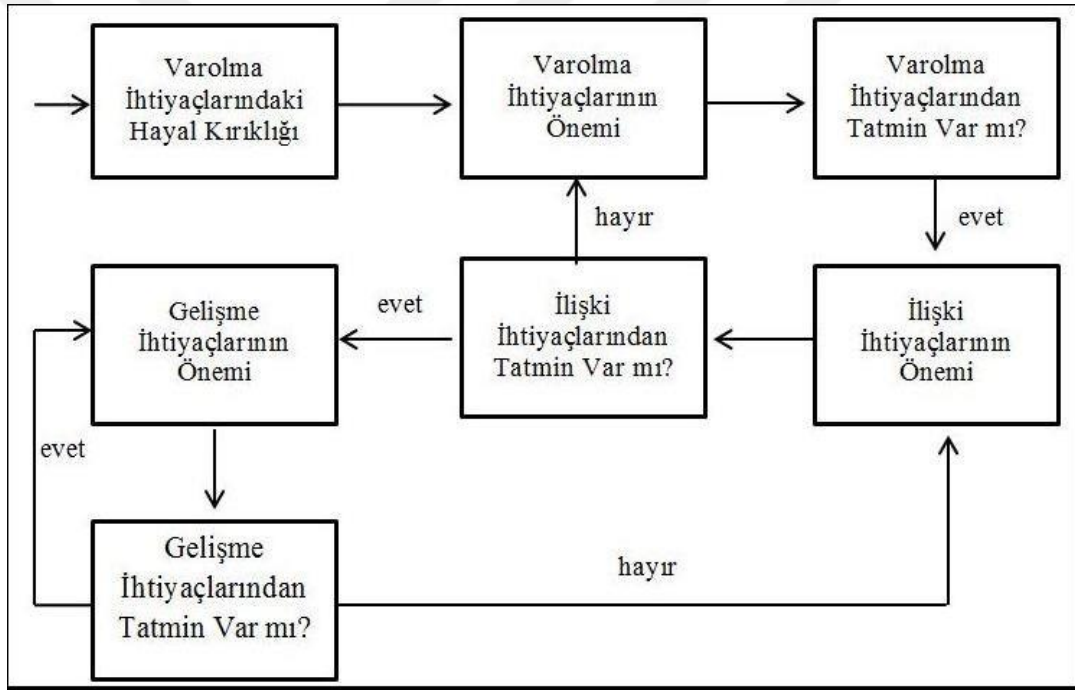 Varolma
İhtiyaçlarındaki
Hayal Kırıklığı
Varolma
İhtiyaçlarının
Önemi
Varolma
İhtiyaçlarından
Tatmin Var mı?
hayır
evet
Gelişme
İhtiyaçlarının
Önemi
evet
İlişki
İhtiyaçlarından
Tatmin Var mı?
İlişki
İhtiyaçlarının
Önemi
evet
Gelişme
İhtiyaçlarından
Tatmin Var mı?
hayır